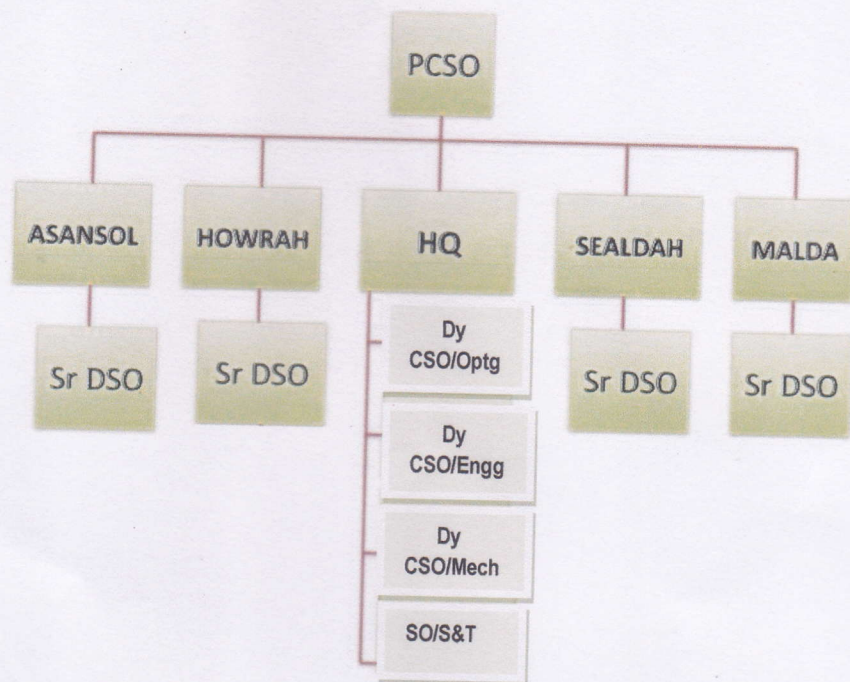 PCSO
ASANSOL
HOWRAH
HQ
SEALDAH
MALDA
Sr DSO
Sr DSO
Dy
CSO/Optg
Sr DSO
Sr DSO
Dy
CSO/Engg
Dy
CSO/Mech
SO/S&T